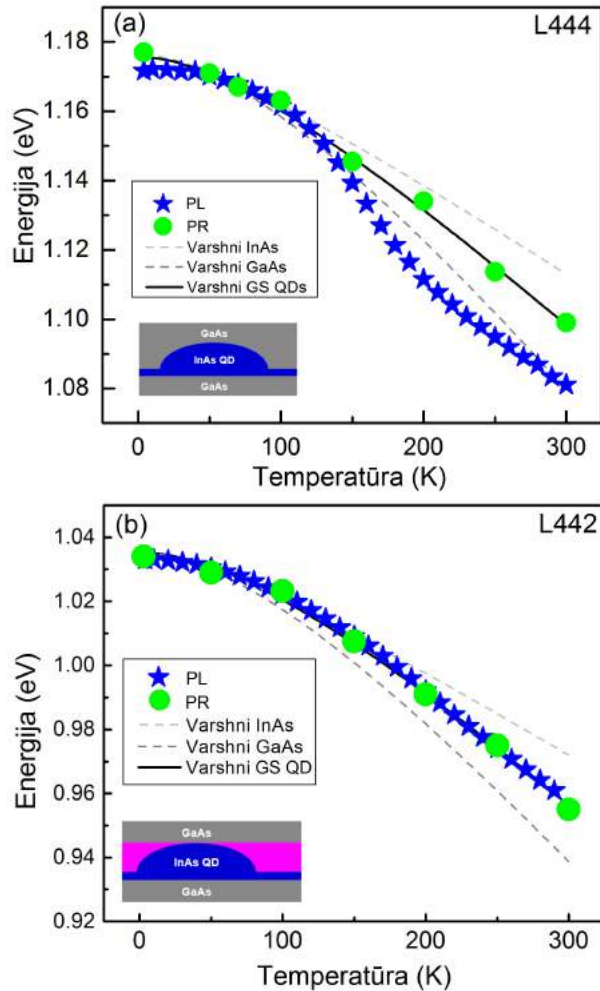 (a)
L444
1.18
1.16
1.14
1.12
1.10
1.08
Energija (eV)
PL
PR
Varshni InAs
Varshni GaAs
Varshni GS QDs
GaAs
InAs QD
GaAs
0
100
200
300
Temperatūra (K)
(b)
L442
1.04
1.02
1.00
0.98
0.96
0.94
0.92
Energija (eV)
PL
PR
Varshni InAs
Varshni GaAs
Varshni GS QD
GaAs
InAs QD
GaAs
0
100
200
300
Temperatūra (K)